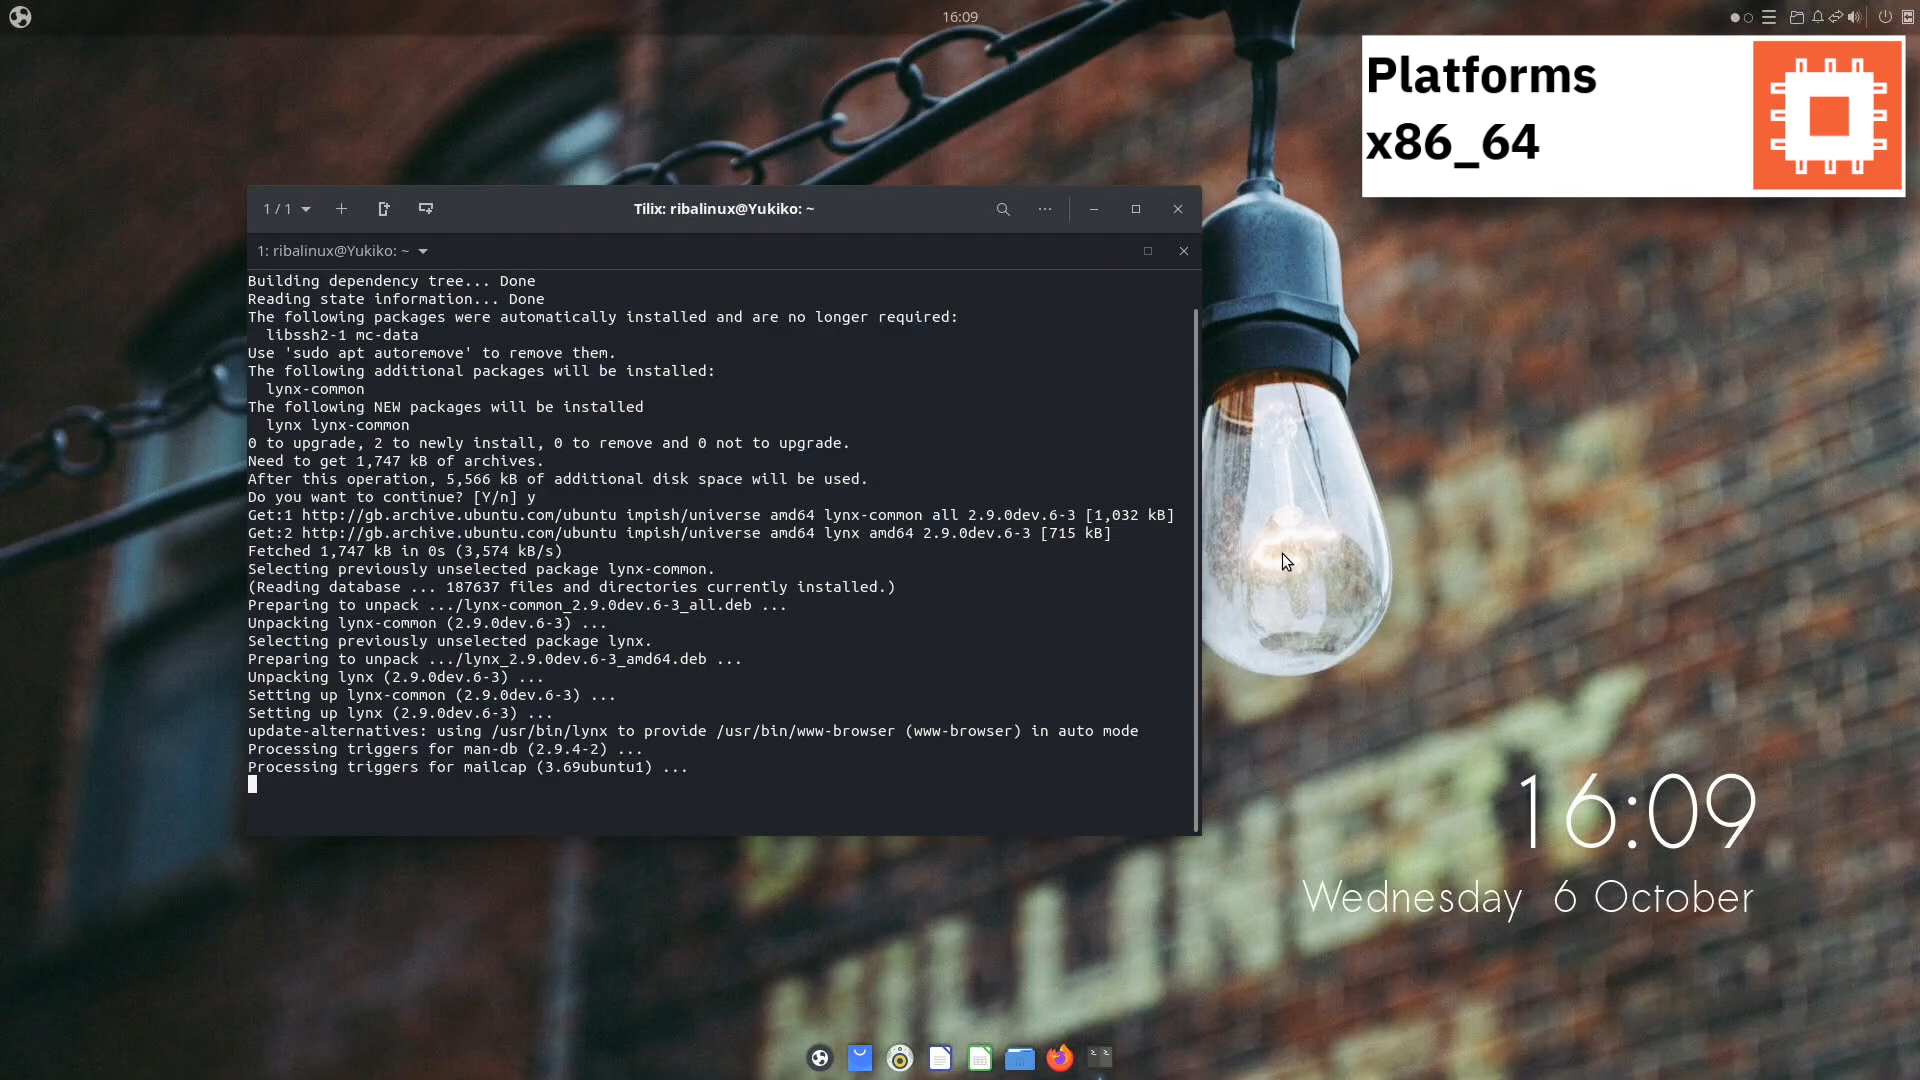 16:09
Platforms
x86_64
1 / 1
Tilix: ribalinux@Yukiko: ~
1: ribalinux@Yukiko: ~
Building dependency tree... Done
Reading state information... Done
The following packages were automatically installed and are no longer required:
  libssh2-1 mc-data
Use 'sudo apt autoremove' to remove them.
The following additional packages will be installed:
  lynx-common
The following NEW packages will be installed
  lynx lynx-common
0 to upgrade, 2 to newly install, 0 to remove and 0 not to upgrade.
Need to get 1,747 kB of archives.
After this operation, 5,566 kB of additional disk space will be used.
Do you want to continue? [Y/n] y
Get:1 http://gb.archive.ubuntu.com/ubuntu impish/universe amd64 lynx-common all 2.9.0dev.6-3 [1,032 kB]
Get:2 http://gb.archive.ubuntu.com/ubuntu impish/universe amd64 lynx amd64 2.9.0dev.6-3 [715 kB]
Fetched 1,747 kB in 0s (3,574 kB/s)
Selecting previously unselected package lynx-common.
(Reading database ... 187637 files and directories currently installed.)
Preparing to unpack .../lynx-common_2.9.0dev.6-3_all.deb ...
Unpacking lynx-common (2.9.0dev.6-3) ...
Selecting previously unselected package lynx.
Preparing to unpack .../lynx_2.9.0dev.6-3_amd64.deb ...
Unpacking lynx (2.9.0dev.6-3) ...
Setting up lynx-common (2.9.0dev.6-3) ...
Setting up lynx (2.9.0dev.6-3) ...
update-alternatives: using /usr/bin/lynx to provide /usr/bin/www-browser (www-browser) in auto mode
Processing triggers for man-db (2.9.4-2) ...
Processing triggers for mailcap (3.69ubuntu1) ...
16:09
Wednesday 6 October
MILLINERY